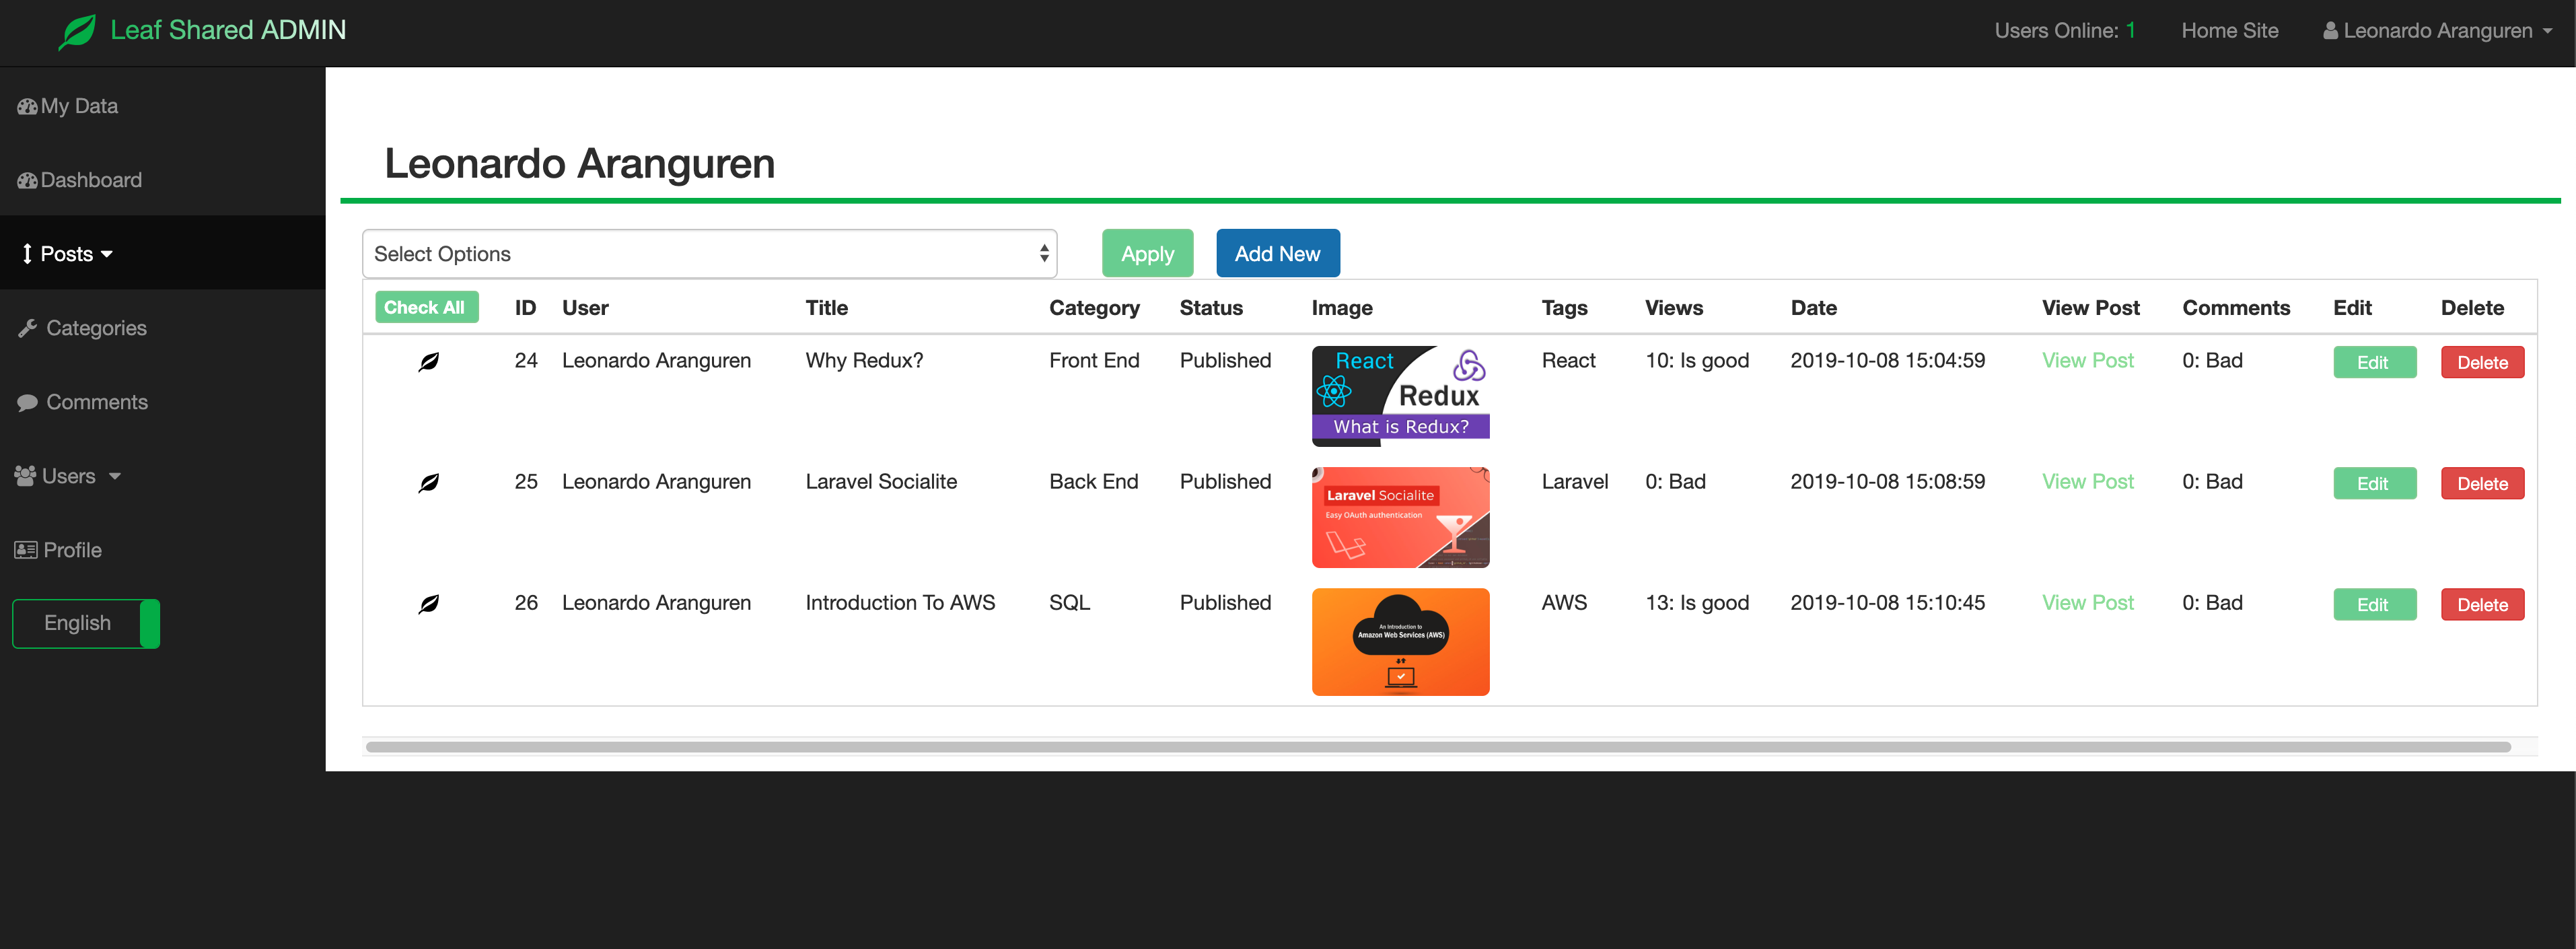 Leaf Shared ADMIN
Users Online: 1 Home Site Leonardo Aranguren
My Data
Dashboard
Posts
Categories
Comments
Users
Profile
English
Leonardo Aranguren
Select Options Apply Add New
Check All ID User Title Category Status Image Tags Views Date View Post Comments Edit Delete
24 Leonardo Aranguren Why Redux? Front End Published React 10: Is good 2019-10-08 15:04:59 View Post 0: Bad Edit Delete
React
Redux
What is Redux?
25 Leonardo Aranguren Laravel Socialite Back End Published Laravel 0: Bad 2019-10-08 15:08:59 View Post 0: Bad Edit Delete
Laravel Socialite
Easy OAuth authentication
26 Leonardo Aranguren Introduction To AWS SQL Published AWS 13: Is good 2019-10-08 15:10:45 View Post 0: Bad Edit Delete
An Introduction to
Amazon Web Services (AWS)